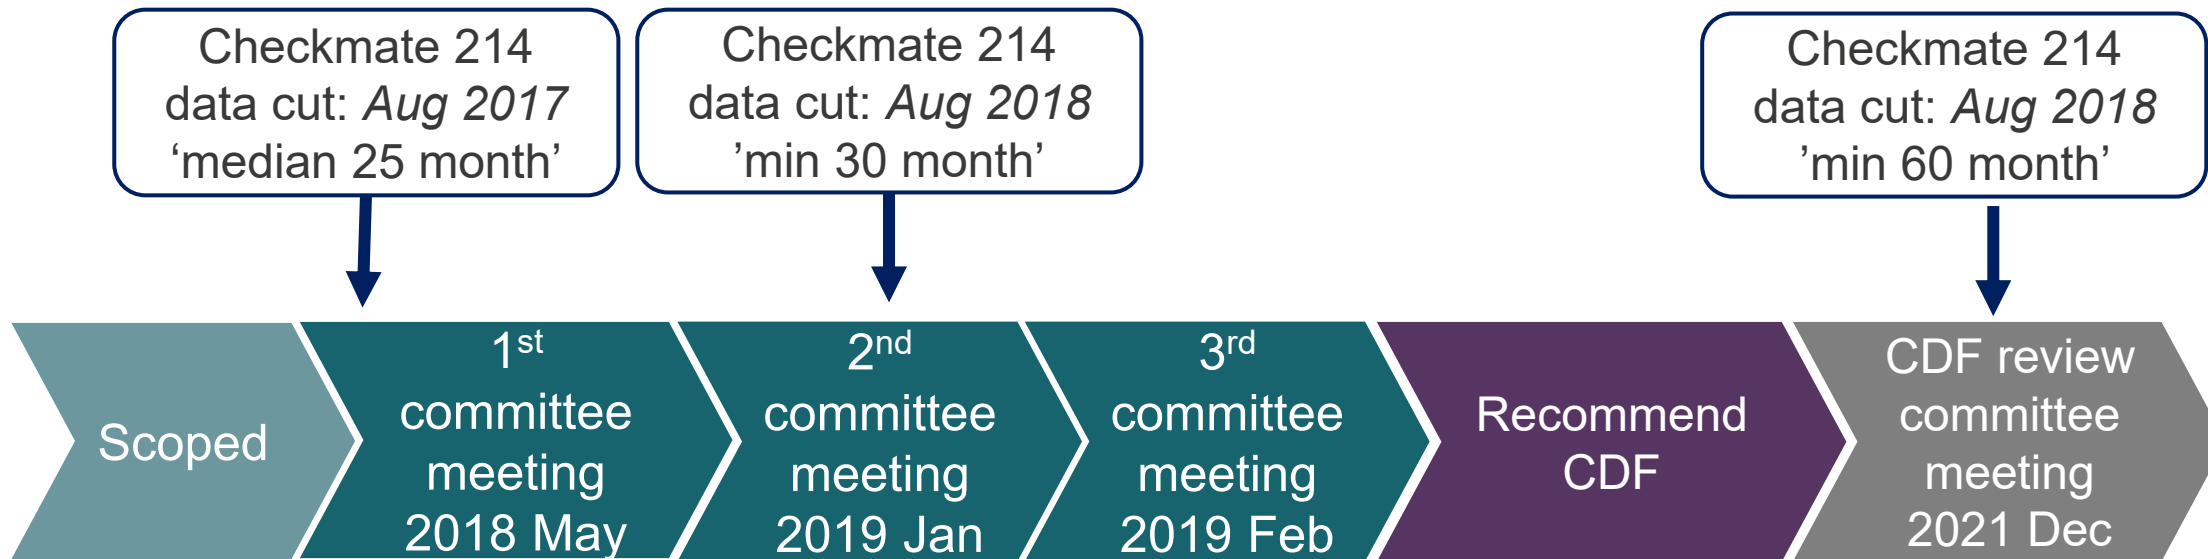 Checkmate 214
data cut: Aug 2017
‘median 25 month’
Checkmate 214
data cut: Aug 2018
’min 30 month’
Checkmate 214
data cut: Aug 2018
’min 60 month’
Scoped
1st
committee
meeting
2018 May
2nd
committee
meeting
2019 Jan
3rd
committee
meeting
2019 Feb
Recommend
CDF
CDF review
committee
meeting
2021 Dec